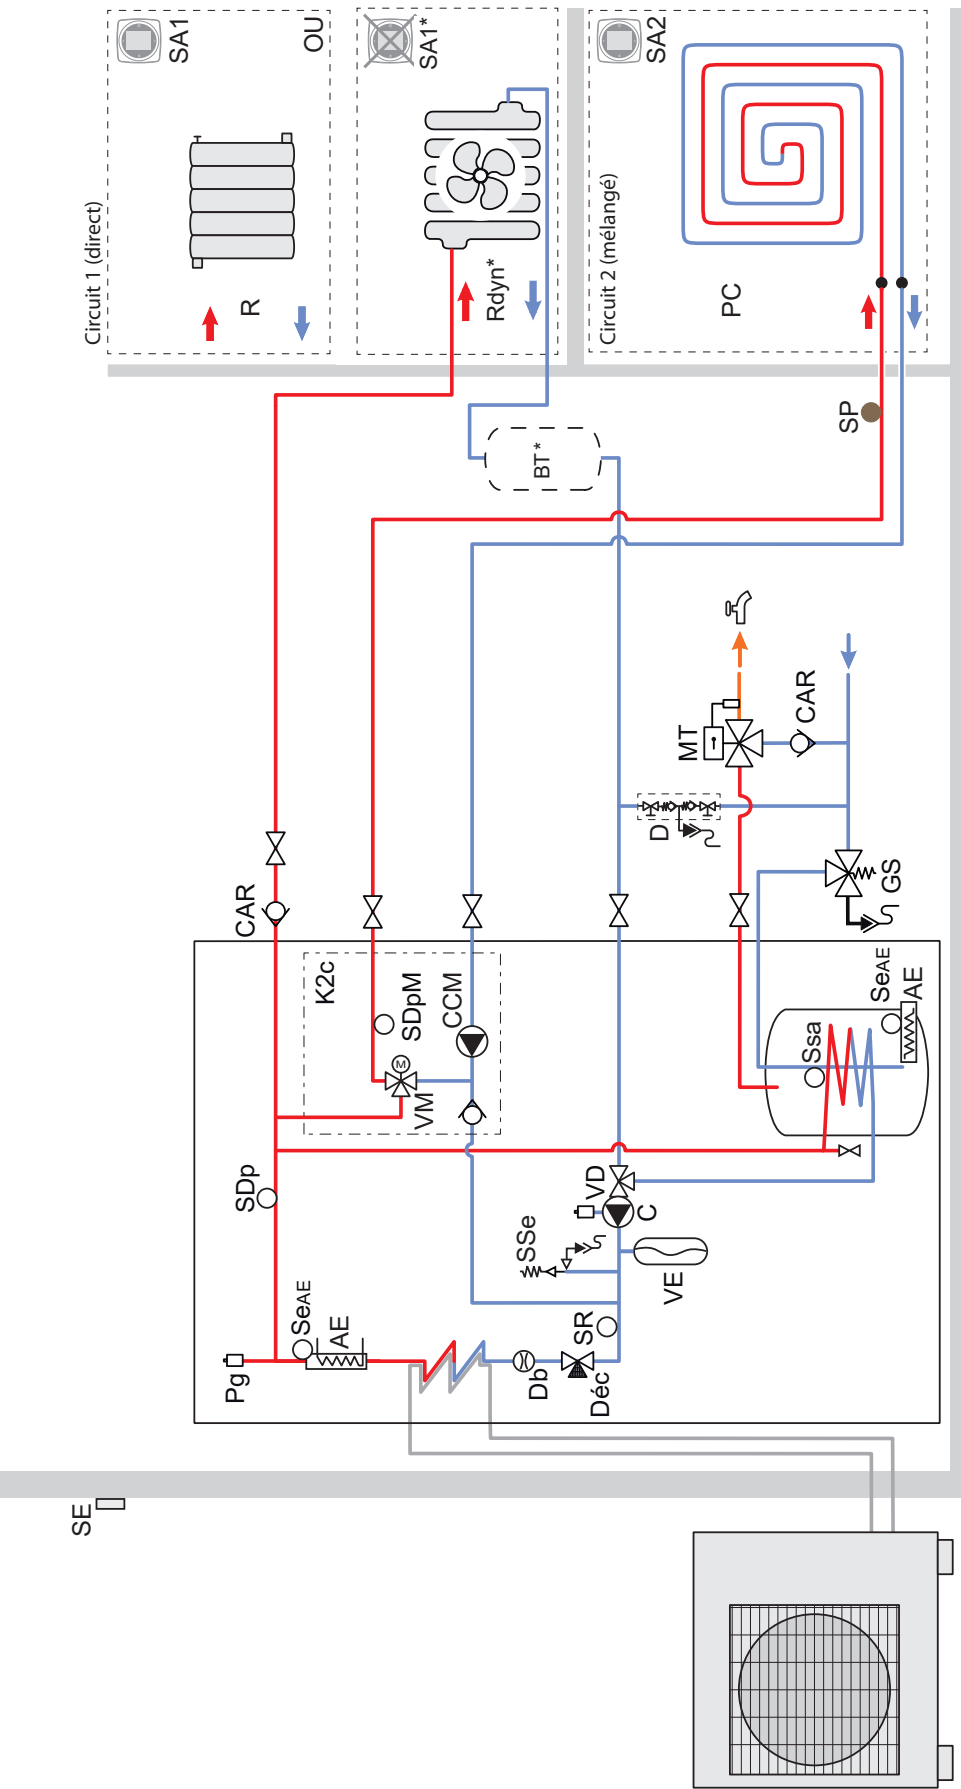 Circuit 1 (direct)
SA1
OU
R
SA1*
Rdyn*
Circuit 2 (mélangé)
SA2
PC
SP
BT*
CAR
MT
CAR
D
GS
K2c
SDpM
CCM
M
VM
SeAE
AE
Ssa
SDp
VD
C
SSe
VE
SR
SeAE
AE
Pg
Db
Déc
SE